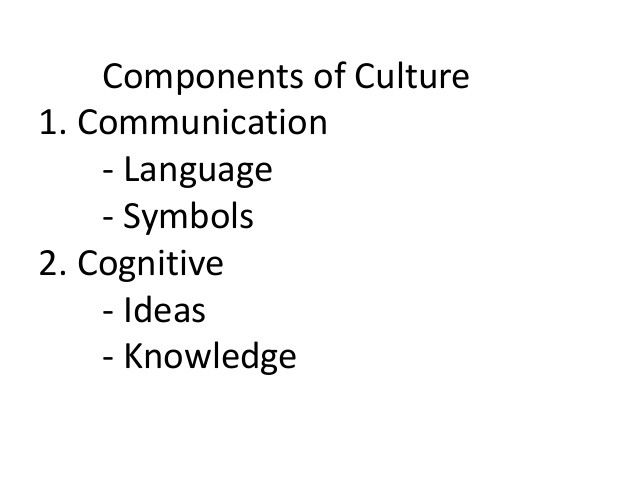 Components of Culture
1. Communication
- Language
- Symbols
2. Cognitive
- Ideas
- Knowledge